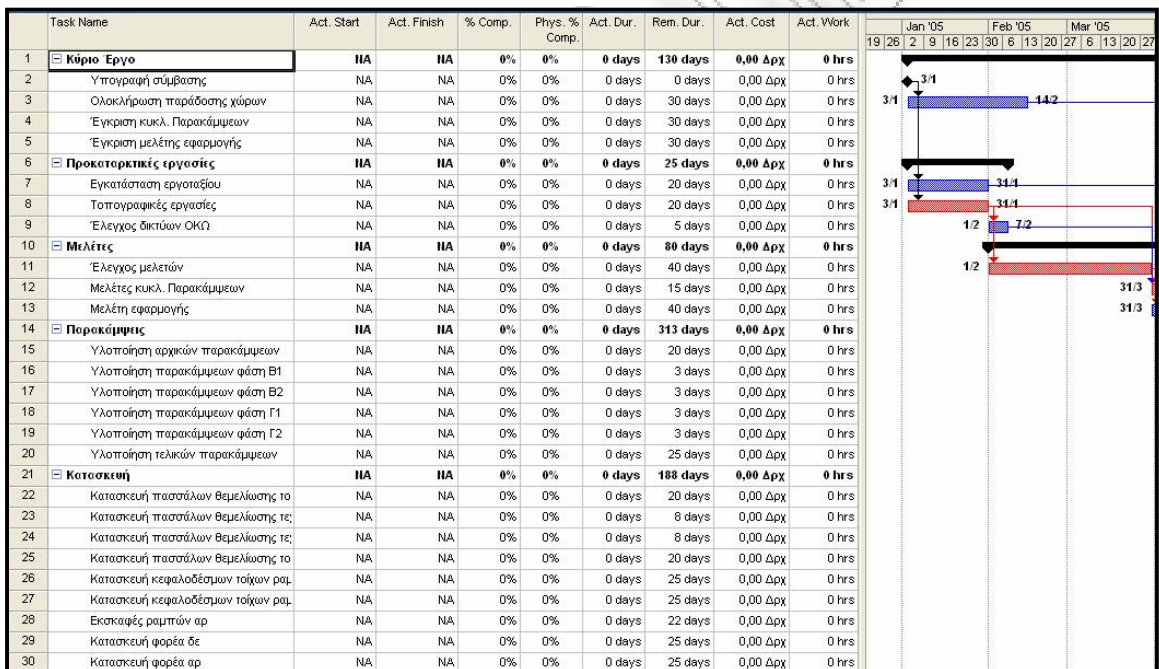 Task Name Act. Start Act. Finish % Comp. Phys. % Comp. Act. Dur. Rem. Dur. Act. Cost Act. Work Jan '05 Feb '05 Mar '05
19 26 2 9 16 23 30 6 13 20 27 6 13 20 27
1 Κύριο Έργο NA NA 0% 0% 0 days 130 days 0,00 Δρχ 0 hrs
2 Υπογραφή σύμβασης NA NA 0% 0% 0 days 0 days 0,00 Δρχ 0 hrs 3/1
3 Ολοκλήρωση παράδοσης χώρων NA NA 0% 0% 0 days 30 days 0,00 Δρχ 0 hrs 3/1 14/2
4 Έγκριση κυκλ. Παρακάμψεων NA NA 0% 0% 0 days 30 days 0,00 Δρχ 0 hrs
5 Έγκριση μελέτης εφαρμογής NA NA 0% 0% 0 days 30 days 0,00 Δρχ 0 hrs
6 Προκαταρκτικές εργασίες NA NA 0% 0% 0 days 25 days 0,00 Δρχ 0 hrs
7 Εγκατάσταση εργοταξίου NA NA 0% 0% 0 days 20 days 0,00 Δρχ 0 hrs 3/1 31/1
8 Τοπογραφικές εργασίες NA NA 0% 0% 0 days 20 days 0,00 Δρχ 0 hrs 3/1 31/1
9 Έλεγχος δικτύων ΟΚΩ NA NA 0% 0% 0 days 5 days 0,00 Δρχ 0 hrs 1/2 7/2
10 Μελέτες NA NA 0% 0% 0 days 80 days 0,00 Δρχ 0 hrs
11 Έλεγχος μελετών NA NA 0% 0% 0 days 40 days 0,00 Δρχ 0 hrs 1/2
12 Μελέτες κυκλ. Παρακάμψεων NA NA 0% 0% 0 days 15 days 0,00 Δρχ 0 hrs 31/3
13 Μελέτη εφαρμογής NA NA 0% 0% 0 days 40 days 0,00 Δρχ 0 hrs 31/3
14 Παρακάμψεις NA NA 0% 0% 0 days 313 days 0,00 Δρχ 0 hrs
15 Υλοποίηση αρχικών παρακάμψεων NA NA 0% 0% 0 days 20 days 0,00 Δρχ 0 hrs
16 Υλοποίηση παρακάμψεων φάση Β1 NA NA 0% 0% 0 days 3 days 0,00 Δρχ 0 hrs
17 Υλοποίηση παρακάμψεων φάση Β2 NA NA 0% 0% 0 days 3 days 0,00 Δρχ 0 hrs
18 Υλοποίηση παρακάμψεων φάση Γ1 NA NA 0% 0% 0 days 3 days 0,00 Δρχ 0 hrs
19 Υλοποίηση παρακάμψεων φάση Γ2 NA NA 0% 0% 0 days 3 days 0,00 Δρχ 0 hrs
20 Υλοποίηση τελικών παρακάμψεων NA NA 0% 0% 0 days 25 days 0,00 Δρχ 0 hrs
21 Κατασκευή NA NA 0% 0% 0 days 188 days 0,00 Δρχ 0 hrs
22 Κατασκευή πασσάλων θεμελίωσης το NA NA 0% 0% 0 days 20 days 0,00 Δρχ 0 hrs
23 Κατασκευή πασσάλων θεμελίωσης τε NA NA 0% 0% 0 days 8 days 0,00 Δρχ 0 hrs
24 Κατασκευή πασσάλων θεμελίωσης τε NA NA 0% 0% 0 days 8 days 0,00 Δρχ 0 hrs
25 Κατασκευή πασσάλων θεμελίωσης το NA NA 0% 0% 0 days 20 days 0,00 Δρχ 0 hrs
26 Κατασκευή κεφαλοδέσμων τοίχων ραμ NA NA 0% 0% 0 days 25 days 0,00 Δρχ 0 hrs
27 Κατασκευή κεφαλοδέσμων τοίχων ραμ NA NA 0% 0% 0 days 25 days 0,00 Δρχ 0 hrs
28 Εκσκαφές ραμπών αρ NA NA 0% 0% 0 days 22 days 0,00 Δρχ 0 hrs
29 Κατασκευή φορέα δε NA NA 0% 0% 0 days 25 days 0,00 Δρχ 0 hrs
30 Κατασκευή φορέα αρ NA NA 0% 0% 0 days 25 days 0,00 Δρχ 0 hrs